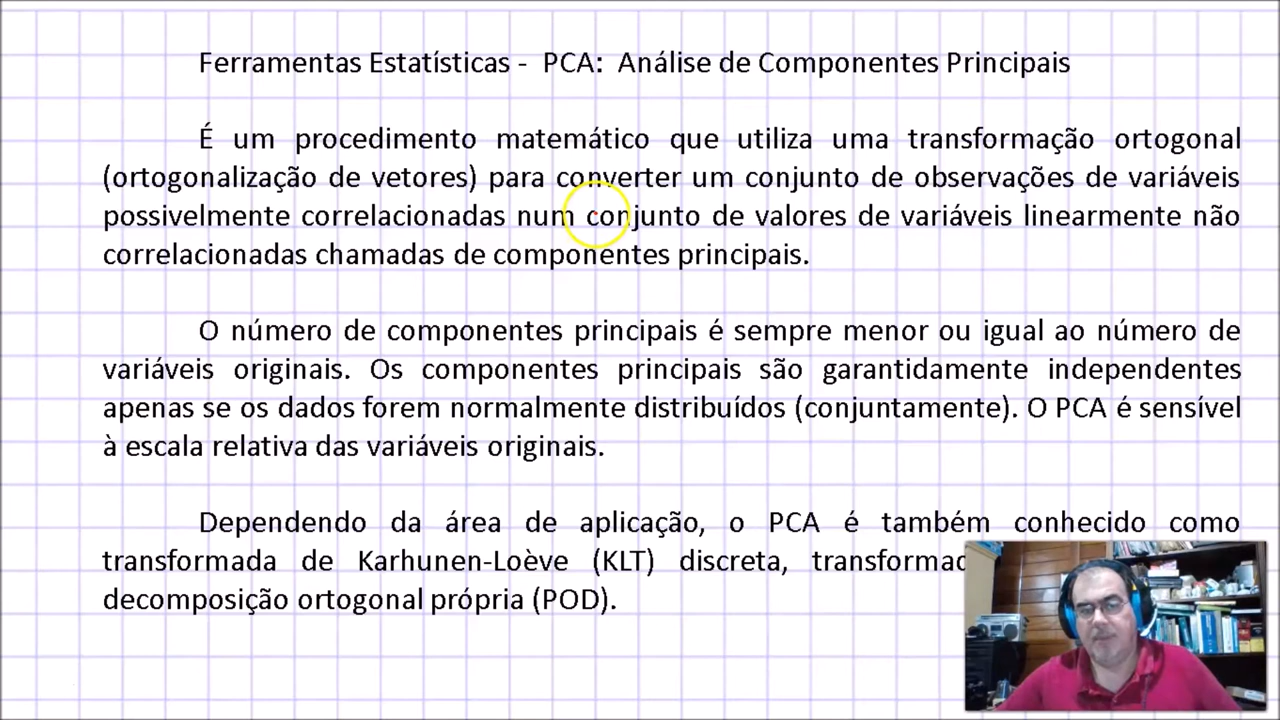 Ferramentas Estatísticas - PCA: Análise de Componentes Principais
É um procedimento matemático que utiliza uma transformação ortogonal
(ortogonalização de vetores) para converter um conjunto de observações de variáveis
possivelmente correlacionadas num conjunto de valores de variáveis linearmente não
correlacionadas chamadas de componentes principais.
O número de componentes principais é sempre menor ou igual ao número de
variáveis originais. Os componentes principais são garantidamente independentes
apenas se os dados forem normalmente distribuídos (conjuntamente). O PCA é sensível
à escala relativa das variáveis originais.
Dependendo da área de aplicação, o PCA é também conhecido como
transformada de Karhunen-Loève (KLT) discreta,
decomposição ortogonal própria (POD).